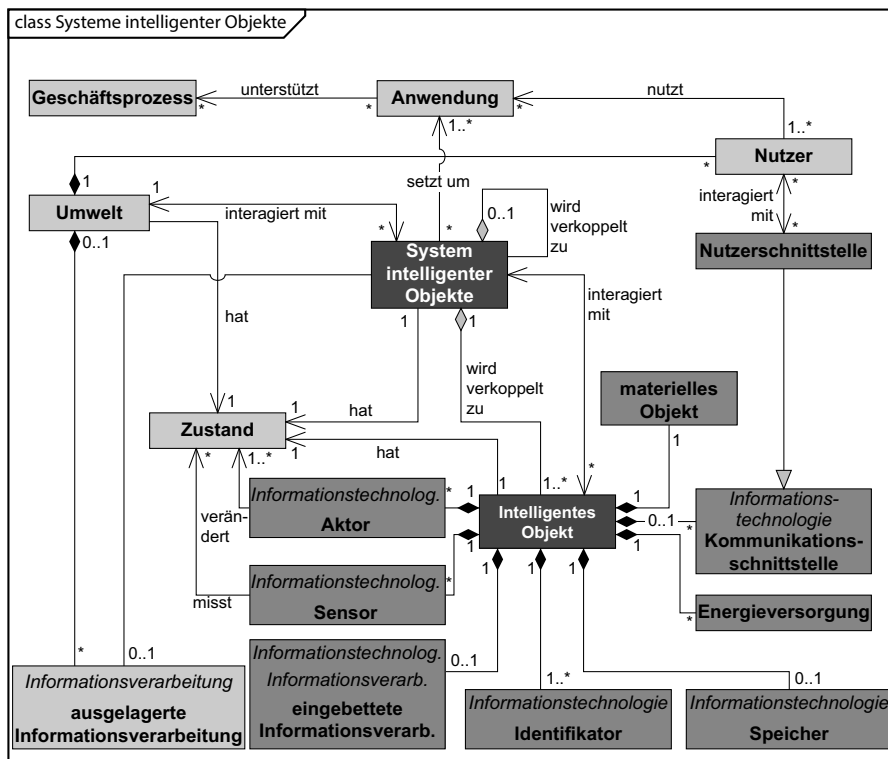 class Systeme intelligenter Objekte
Geschäftsprozess
*
unterstützt
*
Anwendung
*
nutzt
1..*
1..*
Nutzer
*
setzt um
*
interagiert
mit
*
*
Nutzerschnittstelle
1
Umwelt
1
0..1
interagiert mit
*
0..1
wird
verkoppelt
zu
System
intelligenter
Objekte
1
1
interagiert
mit
*
hat
1
wird
verkoppelt
zu
1..*
hat
1
hat
1
1
Zustand
*
1..*
materielles
Objekt
1
verän-
dert
Informationstechnolog.
Aktor
*
1
Intelligentes
Objekt
1
1
0..1
*
1
Informations-
technologie
Kommunikations-
schnittstelle
misst
Informationstechnolog.
Sensor
*
1
1
1
1
*
Energieversorgung
*
0..1
Informationsverarbeitung
ausgelagerte
Informationsverarbeitung
Informationstechnolog.
Informationsverarb.
eingebettete
Informationsverarb.
0..1
1..*
Informationstechnologie
Identifikator
0..1
Informationstechnologie
Speicher